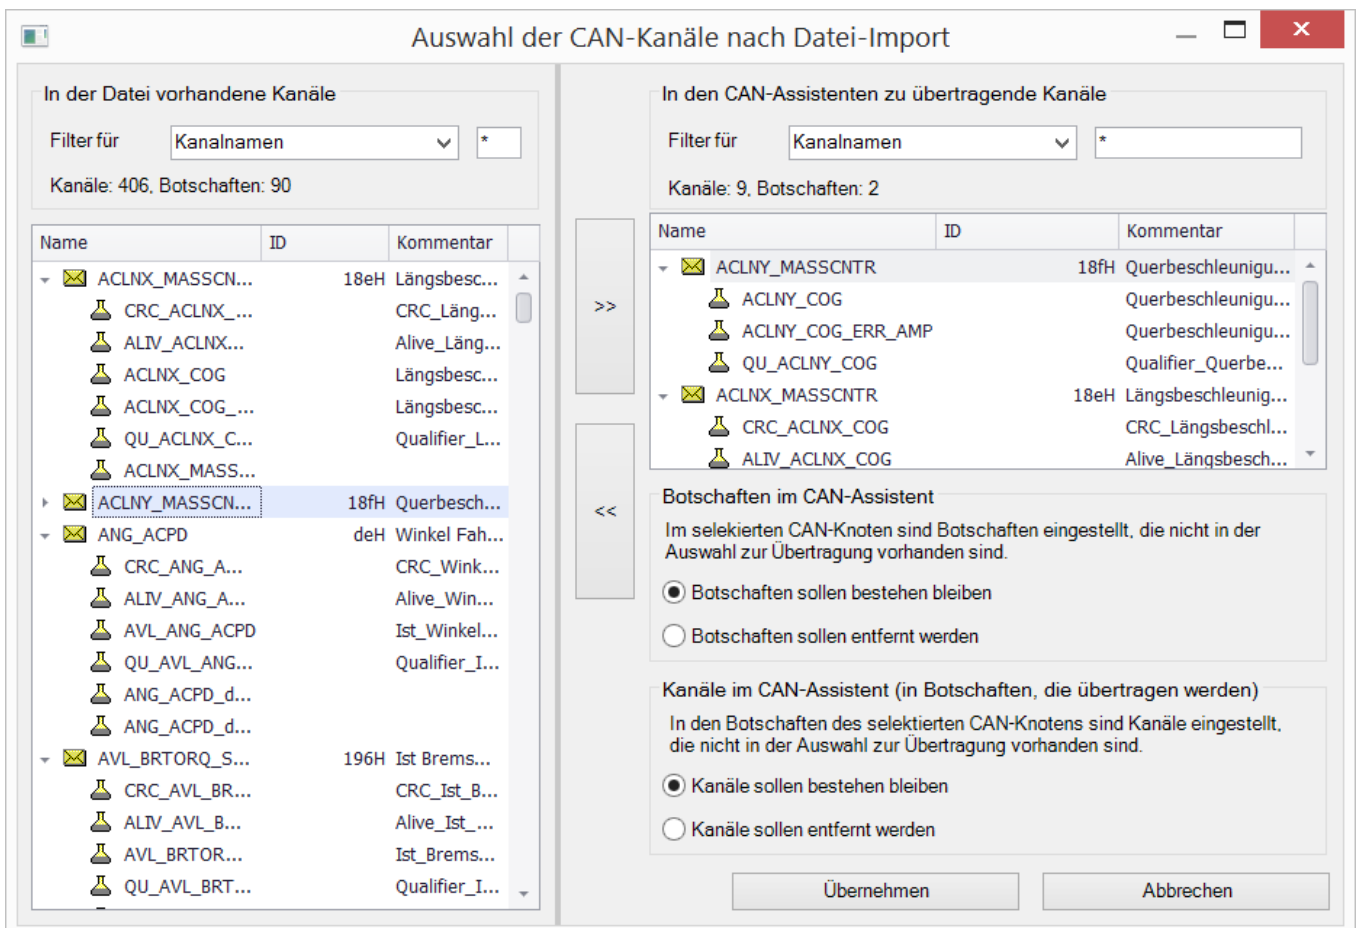 Auswahl der CAN-Kanäle nach Datei-Import
In der Datei vorhandene Kanäle
Filter für Kanalnamen *
Kanäle: 406, Botschaften: 90
Name ID Kommentar
ACLNX_MASSCN... 18eH Längsbesc...
CRC_ACLNX_... CRC_Läng...
ALIV_ACLNX... Alive_Läng...
ACLNX_COG Längsbesc...
ACLNX_COG_... Längsbesc...
QU_ACLNX_C... Qualifier_L...
ACLNX_MASS...
ACLNY_MASSCN... 18fH Querbesch...
ANG_ACPD deH Winkel Fah...
CRC_ANG_A... CRC_Wink...
ALIV_ANG_A... Alive_Win...
AVL_ANG_ACPD Ist_Winkel...
QU_AVL_ANG... Qualifier_I...
ANG_ACPD_d...
ANG_ACPD_d...
AVL_BRTORQ_S... 196H Ist Brems...
CRC_AVL_BR... CRC_Ist_B...
ALIV_AVL_B... Alive_Ist_...
AVL_BRTOR... Ist_Brems...
QU_AVL_BRT... Qualifier_I...
>>
<<
In den CAN-Assistenten zu übertragende Kanäle
Filter für Kanalnamen *
Kanäle: 9, Botschaften: 2
Name ID Kommentar
ACLNY_MASSCNTR 18fH Querbeschleunigu...
ACLNY_COG Querbeschleunigu...
ACLNY_COG_ERR_AMP Querbeschleunigu...
QU_ACLNY_COG Qualifier_Querbe...
ACLNX_MASSCNTR 18eH Längsbeschleunig...
CRC_ACLNX_COG CRC_Längsbeschl...
ALIV_ACLNX_COG Alive_Längsbesch...
Botschaften im CAN-Assistent
Im selekierten CAN-Knoten sind Botschaften eingestellt, die nicht in der
Auswahl zur Übertragung vorhanden sind.
Botschaften sollen bestehen bleiben
Botschaften sollen entfernt werden
Kanäle im CAN-Assistent (in Botschaften, die übertragen werden)
In den Botschaften des selektierten CAN-Knotens sind Kanäle eingestellt,
die nicht in der Auswahl zur Übertragung vorhanden sind.
Kanäle sollen bestehen bleiben
Kanäle sollen entfernt werden
Übernehmen Abbrechen